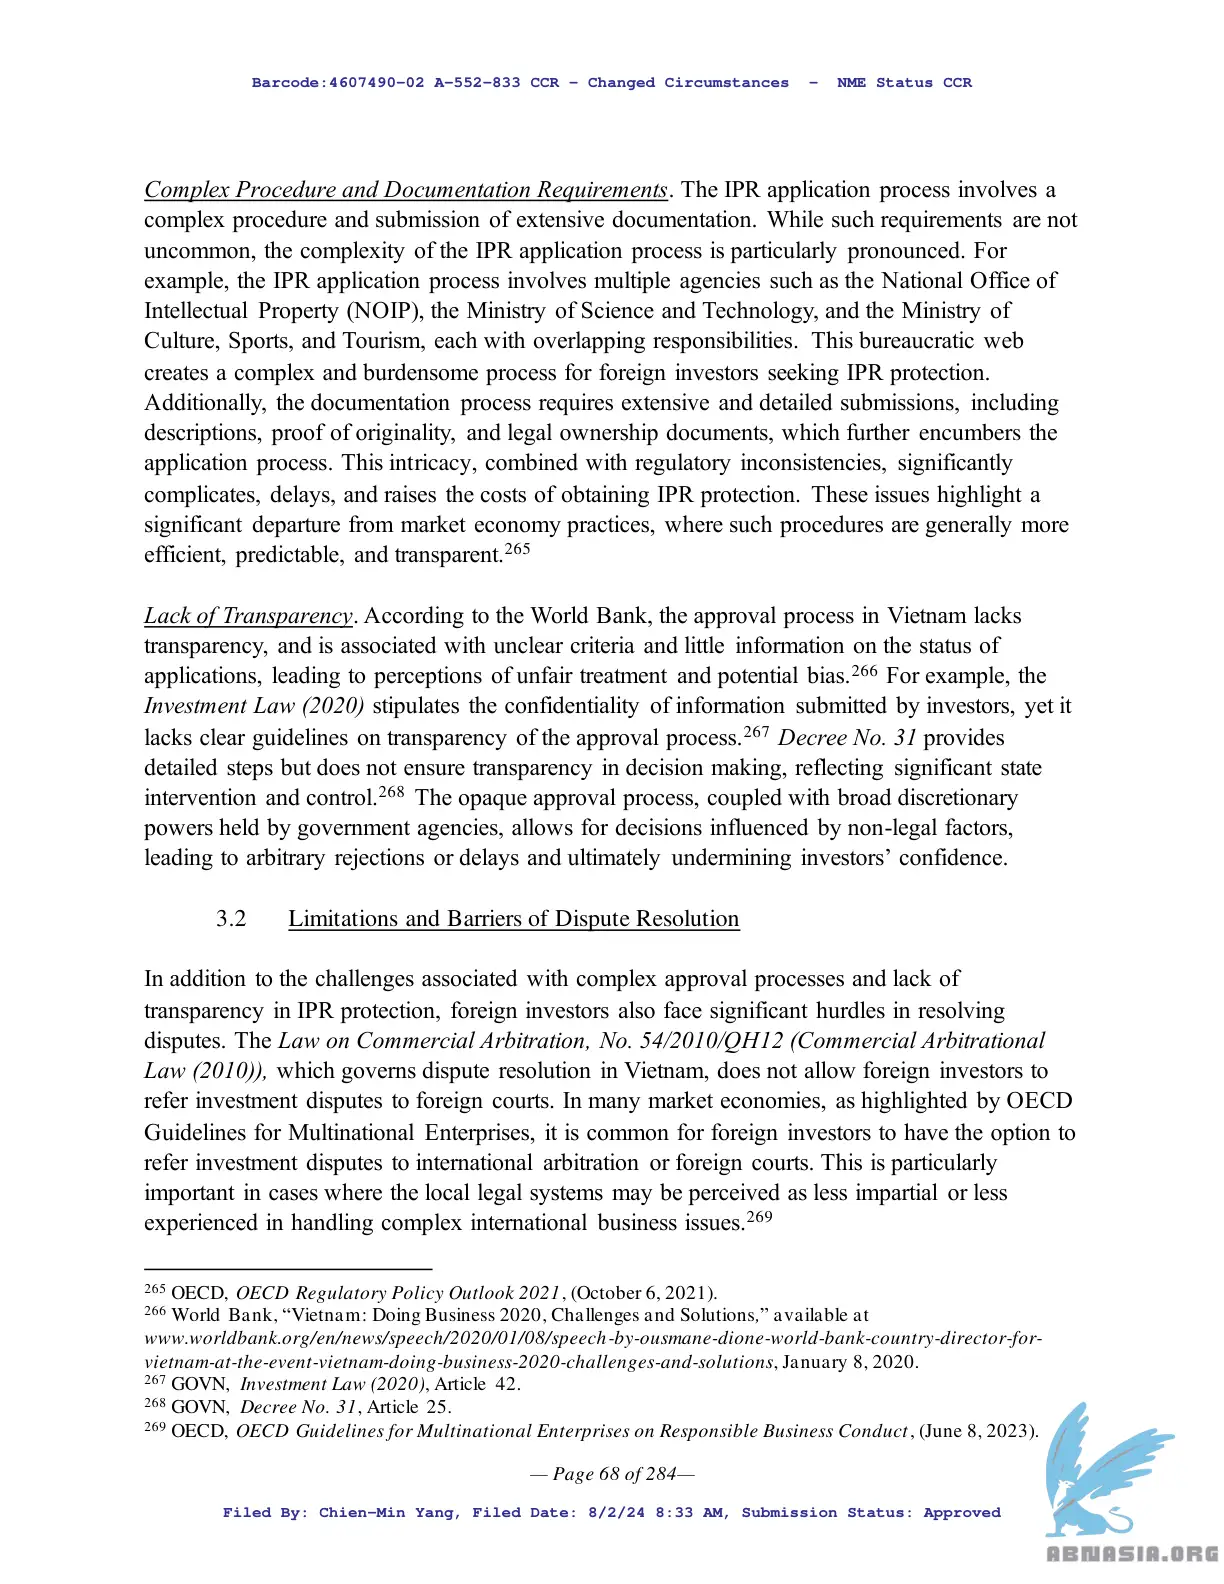 Barcode:4607490-02 A-552-833 CCR - Changed Circumstances - NME Status CCR
Complex Procedure and Documentation Requirements. The IPR application process involves a
complex procedure and submission of extensive documentation. While such requirements are not
uncommon, the complexity of the IPR application process is particularly pronounced. For
example, the IPR application process involves multiple agencies such as the National Office of
Intellectual Property (NOIP), the Ministry of Science and Technology, and the Ministry of
Culture, Sports, and Tourism, each with overlapping responsibilities. This bureaucratic web
creates a complex and burdensome process for foreign investors seeking IPR protection.
Additionally, the documentation process requires extensive and detailed submissions, including
descriptions, proof of originality, and legal ownership documents, which further encumbers the
application process. This intricacy, combined with regulatory inconsistencies, significantly
complicates, delays, and raises the costs of obtaining IPR protection. These issues highlight a
significant departure from market economy practices, where such procedures are generally more
efficient, predictable, and transparent.265
Lack of Transparency. According to the World Bank, the approval process in Vietnam lacks
transparency, and is associated with unclear criteria and little information on the status of
applications, leading to perceptions of unfair treatment and potential bias.266 For example, the
Investment Law (2020) stipulates the confidentiality of information submitted by investors, yet it
lacks clear guidelines on transparency of the approval process.267 Decree No. 31 provides
detailed steps but does not ensure transparency in decision making, reflecting significant state
intervention and control.268 The opaque approval process, coupled with broad discretionary
powers held by government agencies, allows for decisions influenced by non-legal factors,
leading to arbitrary rejections or delays and ultimately undermining investors’ confidence.
3.2 Limitations and Barriers of Dispute Resolution
In addition to the challenges associated with complex approval processes and lack of
transparency in IPR protection, foreign investors also face significant hurdles in resolving
disputes. The Law on Commercial Arbitration, No. 54/2010/QH12 (Commercial Arbitrational
Law (2010)), which governs dispute resolution in Vietnam, does not allow foreign investors to
refer investment disputes to foreign courts. In many market economies, as highlighted by OECD
Guidelines for Multinational Enterprises, it is common for foreign investors to have the option to
refer investment disputes to international arbitration or foreign courts. This is particularly
important in cases where the local legal systems may be perceived as less impartial or less
experienced in handling complex international business issues.269
265 OECD, OECD Regulatory Policy Outlook 2021, (October 6, 2021).
266 World Bank, “Vietnam: Doing Business 2020, Challenges and Solutions,” available at
www.worldbank.org/en/news/speech/2020/01/08/speech-by-ousmane-dione-world-bank-country-director-for-
vietnam-at-the-event-vietnam-doing-business-2020-challenges-and-solutions, January 8, 2020.
267 GOVN, Investment Law (2020), Article 42.
268 GOVN, Decree No. 31, Article 25.
269 OECD, OECD Guidelines for Multinational Enterprises on Responsible Business Conduct, (June 8, 2023).
— Page 68 of 284—
Filed By: Chien-Min Yang, Filed Date: 8/2/24 8:33 AM, Submission Status: Approved
ABNASIA.ORG